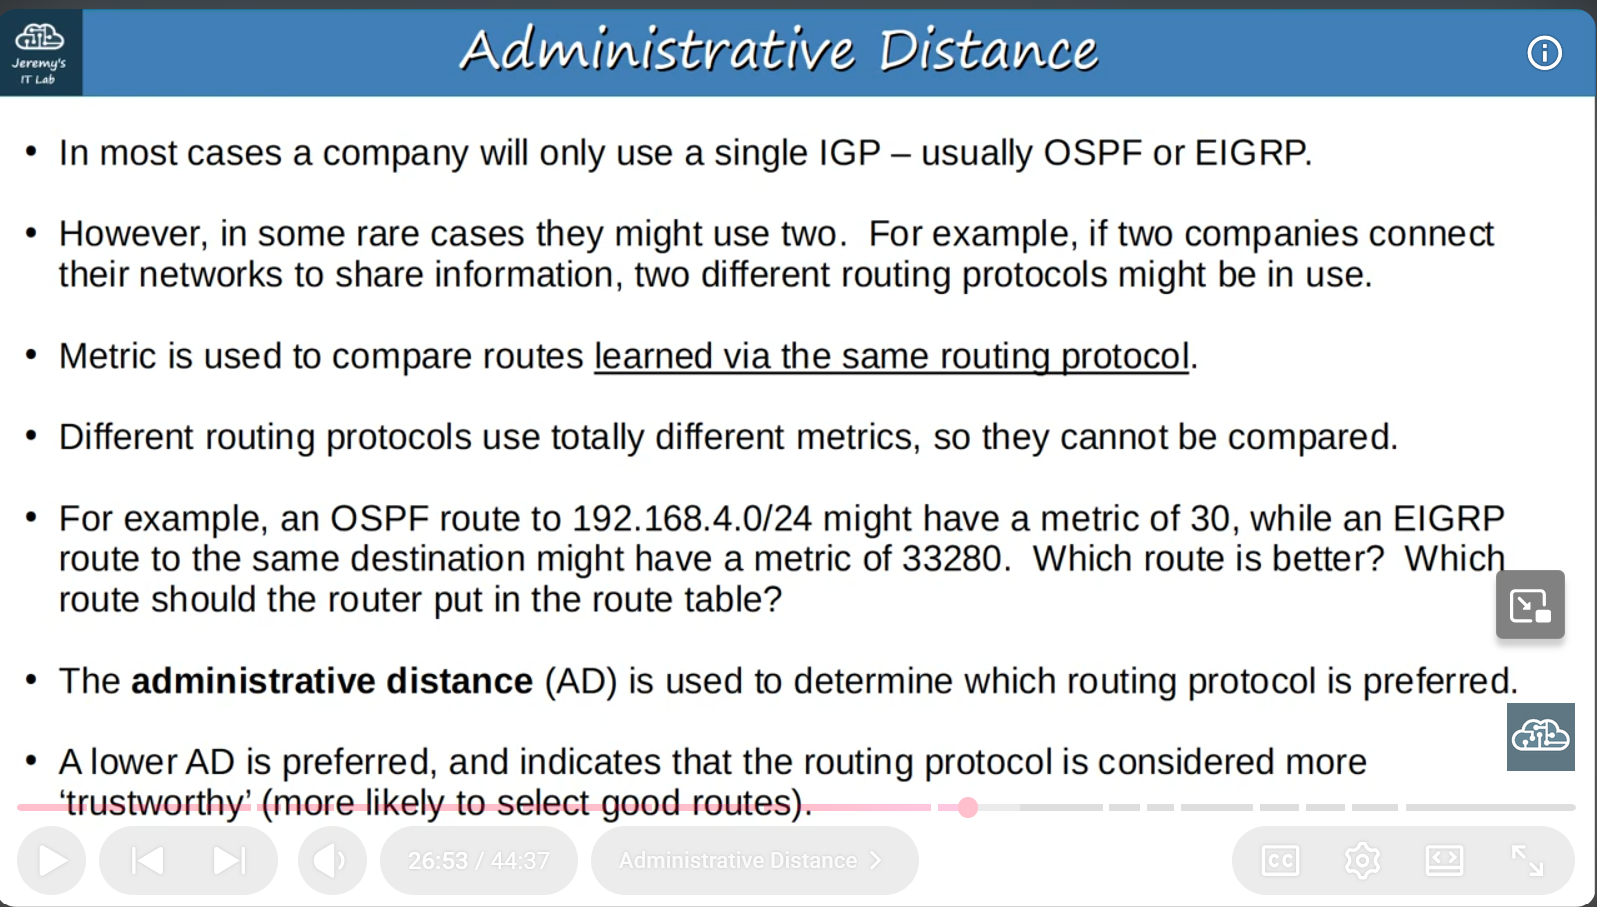 Jeremy's
IT Lab
Administrative Distance
• In most cases a company will only use a single IGP – usually OSPF or EIGRP.
• However, in some rare cases they might use two.  For example, if two companies connect
their networks to share information, two different routing protocols might be in use.
• Metric is used to compare routes learned via the same routing protocol.
• Different routing protocols use totally different metrics, so they cannot be compared.
• For example, an OSPF route to 192.168.4.0/24 might have a metric of 30, while an EIGRP
route to the same destination might have a metric of 33280.  Which route is better?  Which
route should the router put in the route table?
• The administrative distance (AD) is used to determine which routing protocol is preferred.
• A lower AD is preferred, and indicates that the routing protocol is considered more
‘trustworthy’ (more likely to select good routes).
26:53 / 44:37
Administrative Distance
CC